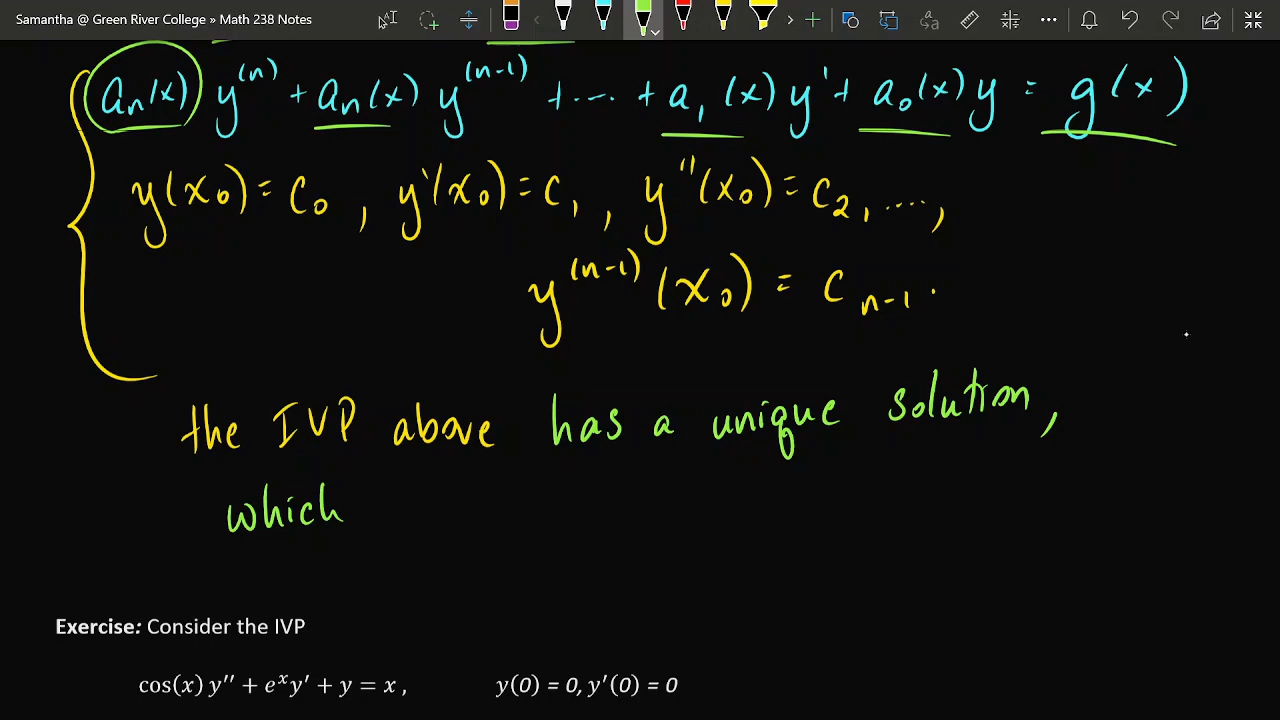 Samantha @ Green River College » Math 238 Notes
aₙ(x) y⁽ⁿ⁾ + aₙ(x) y⁽ⁿ⁻¹⁾ + ... + a₁(x) y' + a₀(x) y = g(x)
y(x₀) = c₀, y'(x₀) = c₁, y''(x₀) = c₂, ....,
y⁽ⁿ⁻¹⁾(x₀) = cₙ₋₁.
the IVP above has a unique solution,
which
Exercise: Consider the IVP
cos(x) y'' + eˣy' + y = x, y(0) = 0, y'(0) = 0